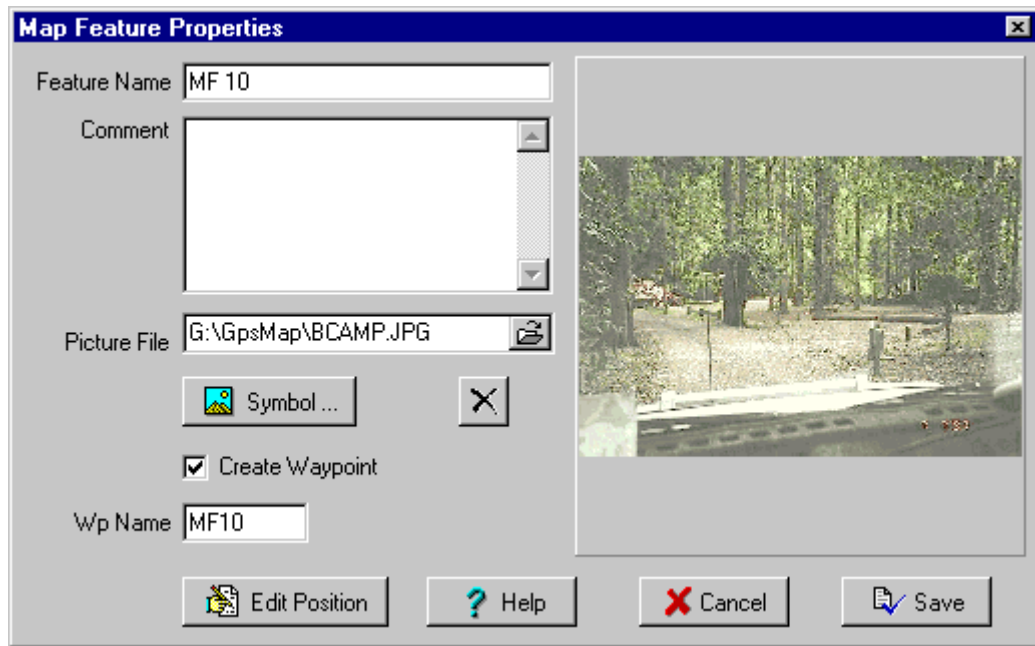 Map Feature Properties
Feature Name MF 10
Comment
Picture File G:\GpsMap\BCAMP.JPG
Symbol ...
Create Waypoint
Wp Name MF10
Edit Position Help Cancel Save